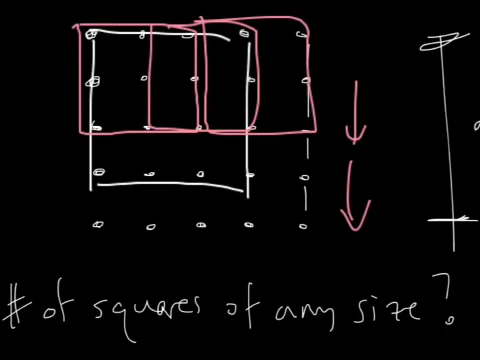 # of squares of any size?